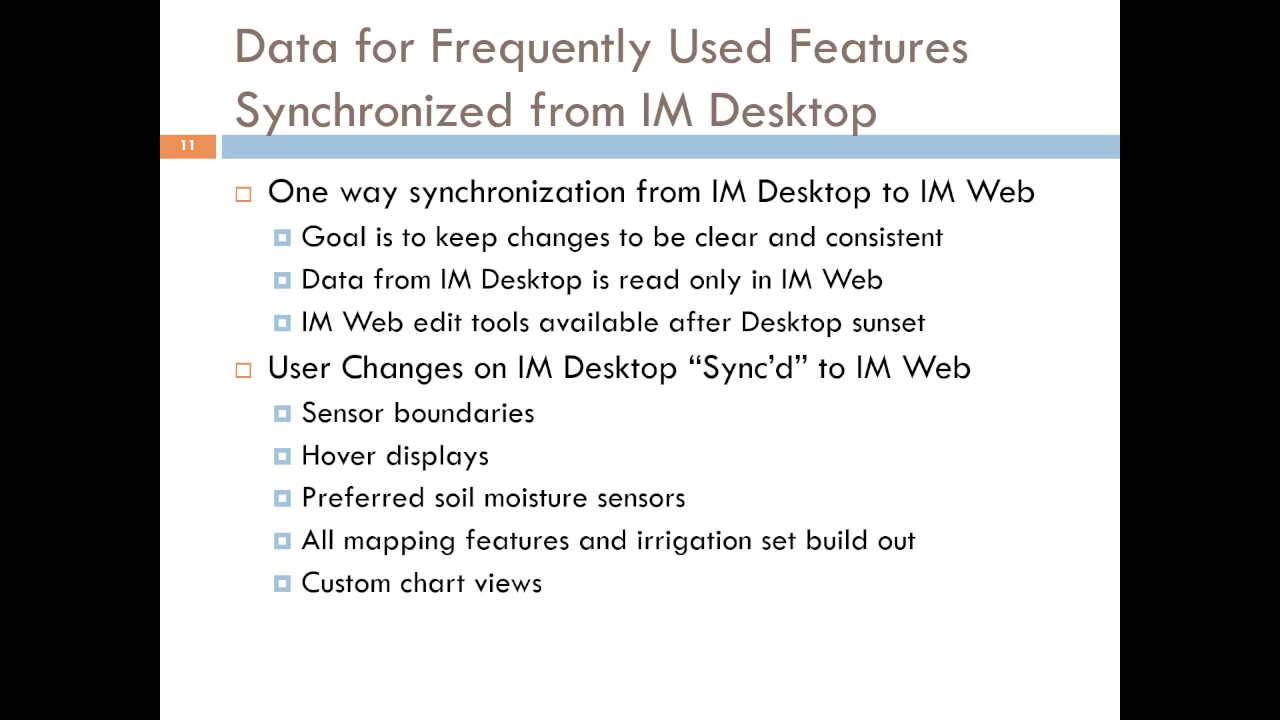 Data for Frequently Used Features
Synchronized from IM Desktop
11
One way synchronization from IM Desktop to IM Web
Goal is to keep changes to be clear and consistent
Data from IM Desktop is read only in IM Web
IM Web edit tools available after Desktop sunset
User Changes on IM Desktop “Sync’d” to IM Web
Sensor boundaries
Hover displays
Preferred soil moisture sensors
All mapping features and irrigation set build out
Custom chart views